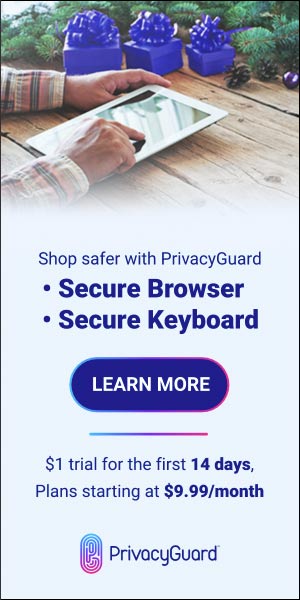 Shop safer with PrivacyGuard
• Secure Browser
• Secure Keyboard
LEARN MORE
$1 trial for the first 14 days,
Plans starting at $9.99/month
PrivacyGuard